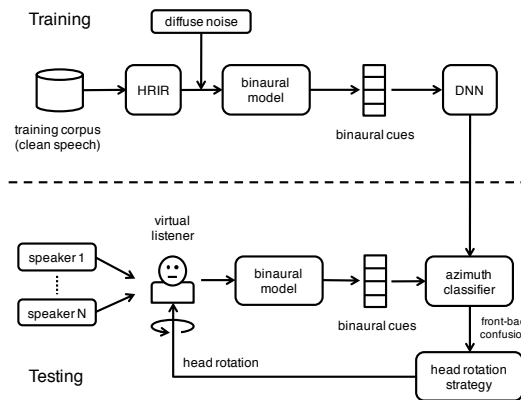 Training
diffuse noise
HRIR
binaural
model
DNN
training corpus
(clean speech)
binaural cues
virtual
listener
speaker 1
speaker N
binaural
model
azimuth
classifier
binaural cues
confusion
head rotation
head rotation
strategy
Testing